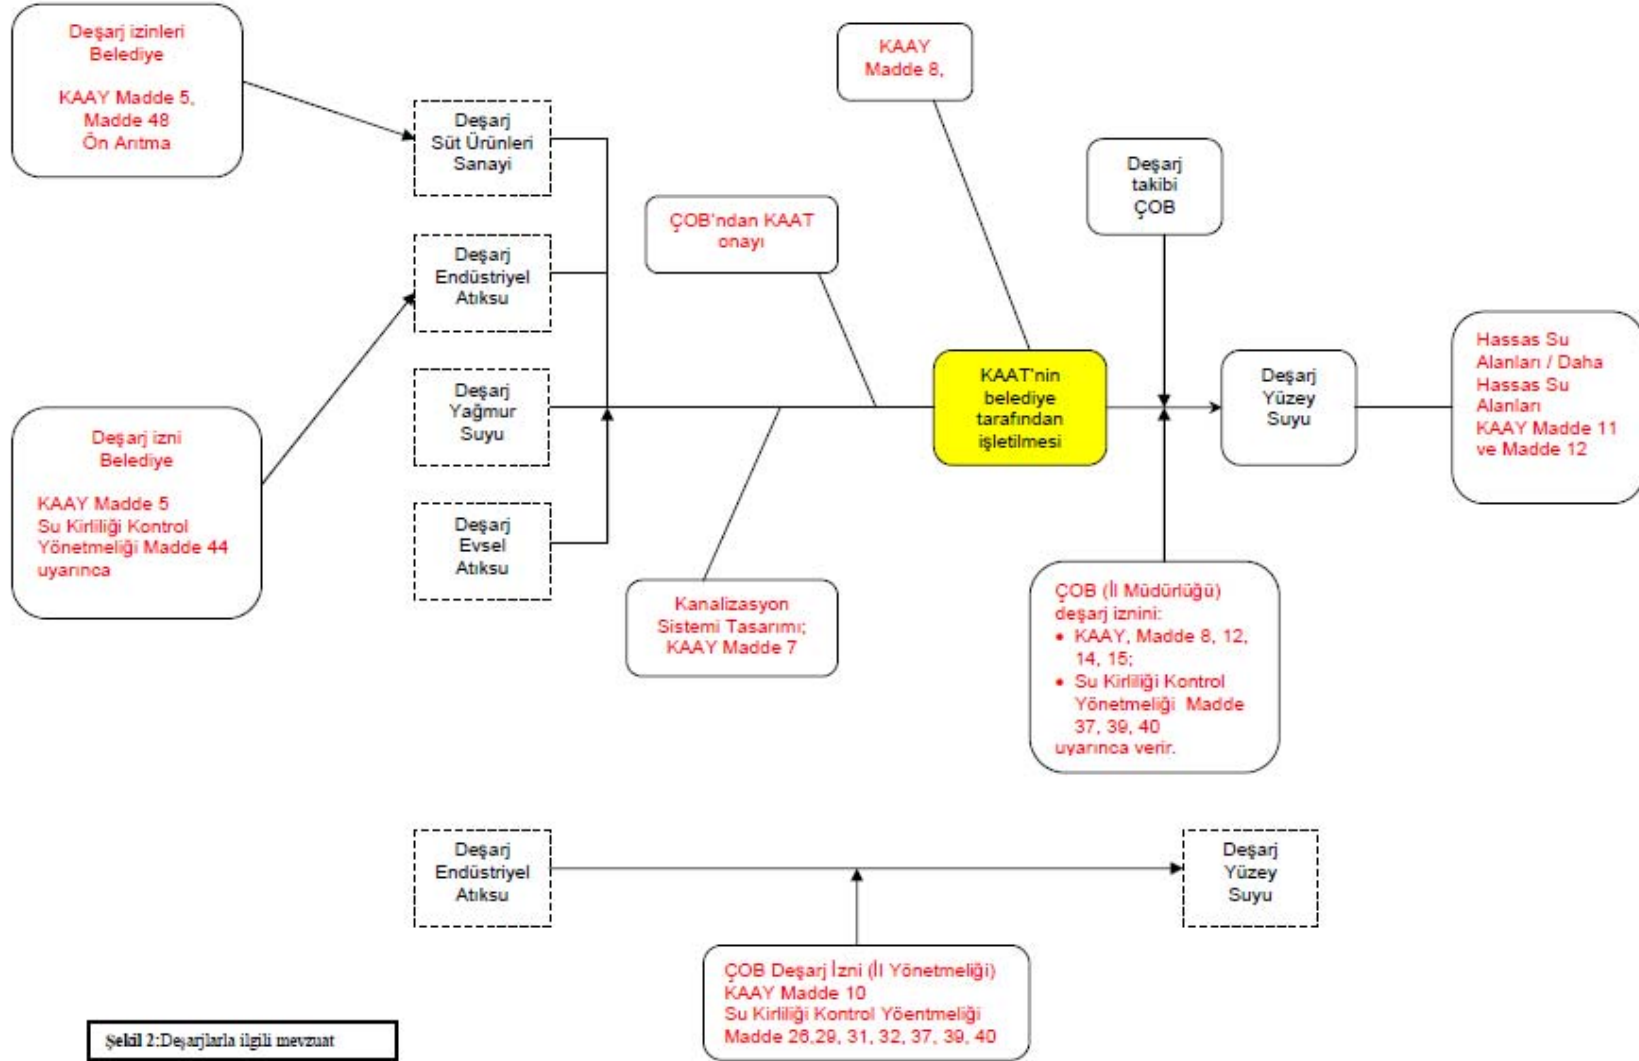 Deşarj izinleri
Belediye
KAAY Madde 5,
Madde 48
Ön Arıtma
Deşarj
Süt Ürünleri
Sanayi
KAAY
Madde 8,
Deşarj
takibi
ÇOB
ÇOB'ndan KAAT
onayı
Deşarj
Endüstriyel
Atıksu
Deşarj
Yağmur
Suyu
KAAT'nin
belediye
tarafından
işletilmesi
Deşarj
Yüzey
Suyu
Hassas Su
Alanları / Daha
Hassas Su
Alanları
KAAY Madde 11
ve Madde 12
Deşarj izni
Belediye
KAAY Madde 5
Su Kirliliği Kontrol
Yönetmeliği Madde 44
uyarınca
Deşarj
Evsel
Atıksu
Kanalizasyon
Sistemi Tasarımı;
KAAY Madde 7
ÇOB (İl Müdürlüğü)
deşarj iznini:
• KAAY, Madde 8, 12,
14, 15;
• Su Kirliliği Kontrol
Yönetmeliği Madde
37, 39, 40
uyarınca verir.
Deşarj
Endüstriyel
Atıksu
Deşarj
Yüzey
Suyu
ÇOB Deşarj İzni (İl Yönetmeliği)
KAAY Madde 10
Su Kirliliği Kontrol Yöentmeliği
Madde 26,29, 31, 32, 37, 39, 40
Şekil 2:Deşarjlarla ilgili mevzuat